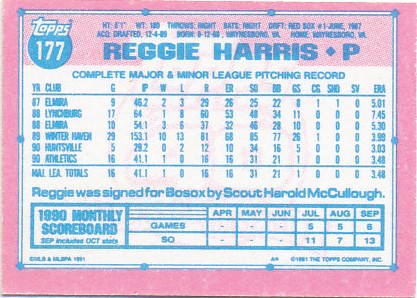 Topps
177
HT: 6'1" WT: 180 THROWS: RIGHT BATS: RIGHT DRFT: RED SOX #1-JUNE, 1987
ACQ: DRAFTED, 12-4-89 BORN: 8-12-68, WAYNESBORO, VA. HOME: WAYNESBORO, VA.
REGGIE HARRIS • P
COMPLETE MAJOR & MINOR LEAGUE PITCHING RECORD
YR CLUB G IP W L R ER SO BB GS CG SHO SV ERA
87 ELMIRA 9 46.2 2 3 29 26 25 22 8 1 0 0 5.01
88 LYNCHBURG 17 64 1 8 60 53 48 34 11 0 0 0 7.45
88 ELMIRA 10 54.1 3 6 37 32 46 28 10 0 0 0 5.30
89 WINTER HAVEN 29 153.1 10 13 81 68 85 77 26 1 0 0 3.99
90 HUNTSVILLE 5 29.2 0 2 12 10 34 16 5 0 0 0 3.03
90 ATHLETICS 16 41.1 1 0 16 16 31 21 1 0 0 0 3.48
MAJ. LEA. TOTALS 16 41.1 1 0 16 16 31 21 1 0 0 0 3.48
Reggie was signed for Bosox by Scout Harold McCullough.
1990 MONTHLY SCOREBOARD
SEP includes OCT stats
APR MAY JUN JUL AUG SEP
GAMES 5 5 6
SO 11 7 13
©MLB & MLBPA 1991
A*
©1991 THE TOPPS COMPANY, INC.